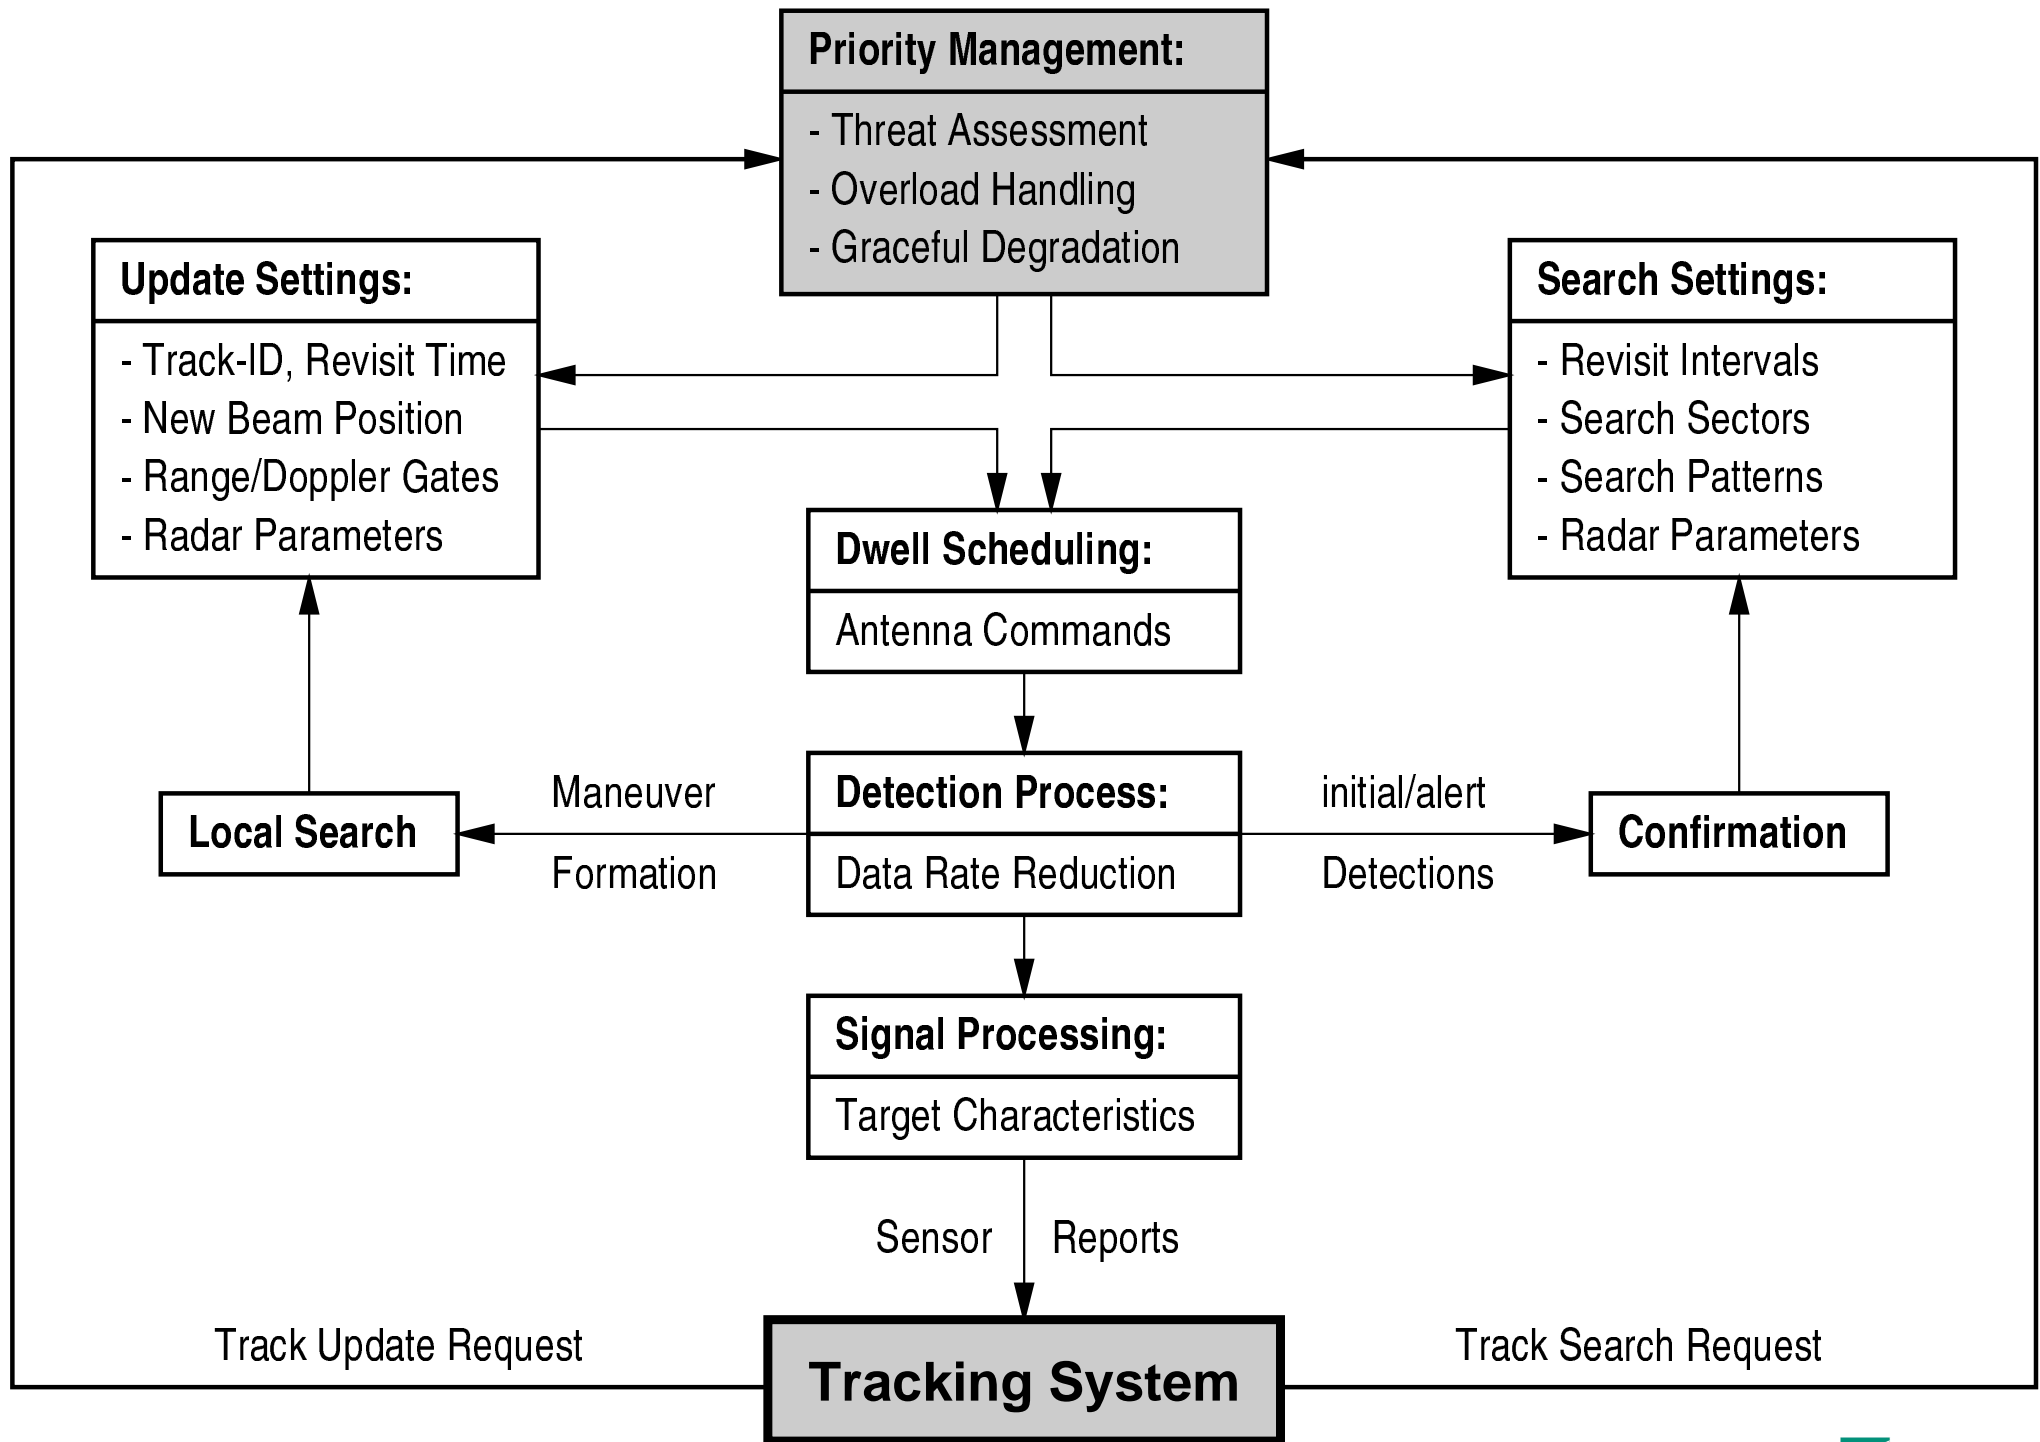 Priority Management:
- Threat Assessment
- Overload Handling
- Graceful Degradation
Update Settings:
- Track-ID, Revisit Time
- New Beam Position
- Range/Doppler Gates
- Radar Parameters
Search Settings:
- Revisit Intervals
- Search Sectors
- Search Patterns
- Radar Parameters
Dwell Scheduling:
Antenna Commands
Local Search
Maneuver
Formation
Detection Process:
Data Rate Reduction
initial/alert
Detections
Confirmation
Signal Processing:
Target Characteristics
Sensor Reports
Track Update Request
Tracking System
Track Search Request